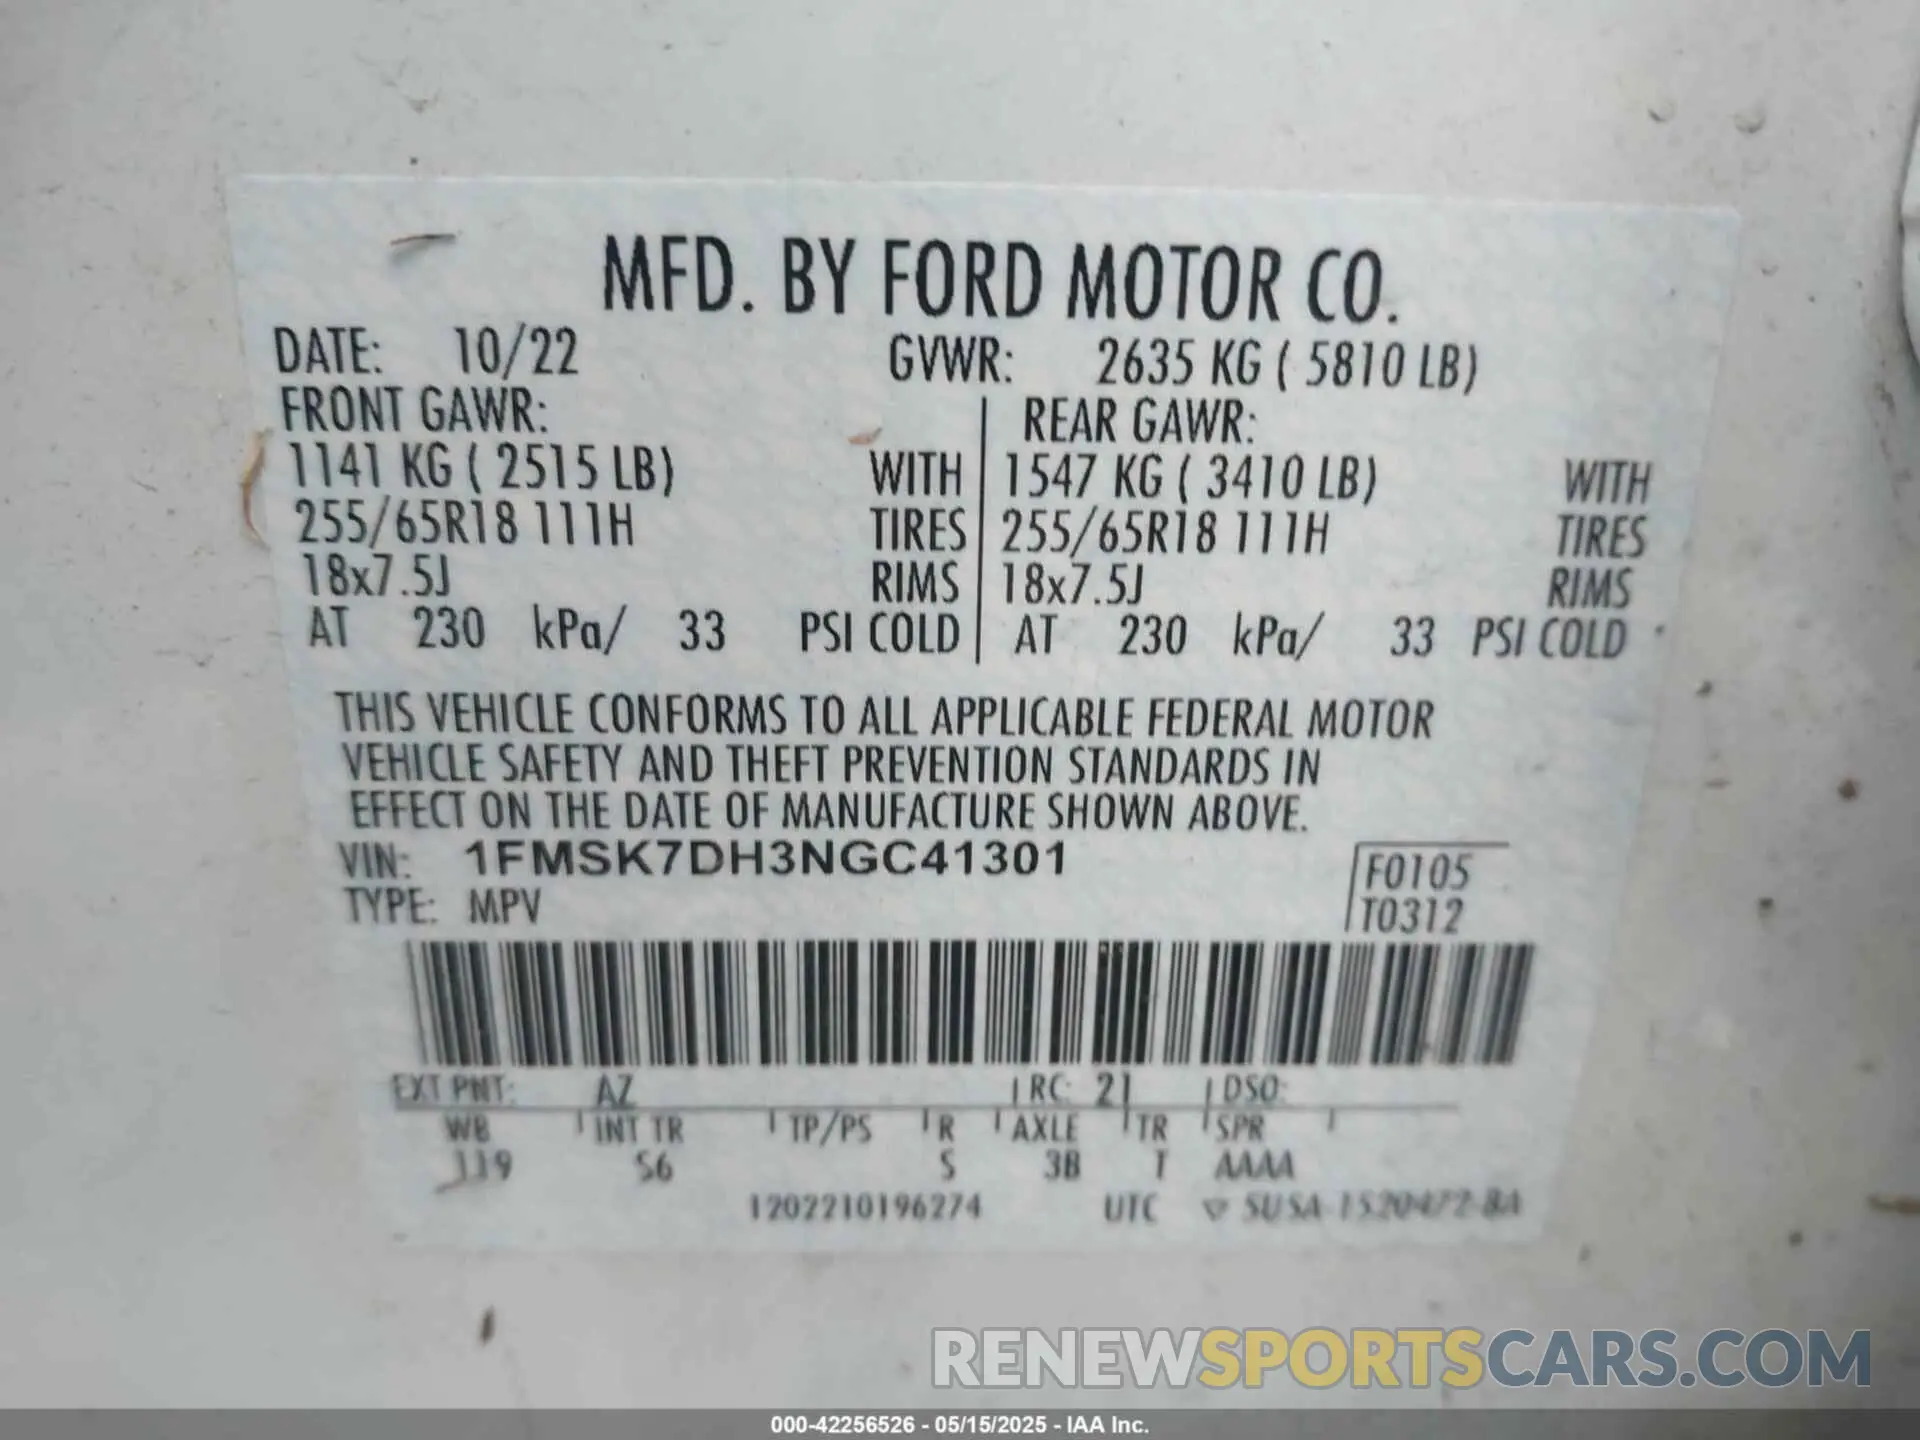 MFD. BY FORD MOTOR CO.
DATE: 10/22 GVWR: 2635 KG ( 5810 LB)
FRONT GAWR: REAR GAWR:
1141 KG ( 2515 LB) WITH 1547 KG ( 3410 LB) WITH
255/65R18 111H TIRES 255/65R18 111H TIRES
18x7.5J RIMS 18x7.5J RIMS
AT 230 kPa/ 33 PSI COLD AT 230 kPa/ 33 PSI COLD
THIS VEHICLE CONFORMS TO ALL APPLICABLE FEDERAL MOTOR
VEHICLE SAFETY AND THEFT PREVENTION STANDARDS IN
EFFECT ON THE DATE OF MANUFACTURE SHOWN ABOVE.
VIN: 1FMSK7DH3NGC41301 F0105
TYPE: MPV T0312
EXT PNT: AZ RC: 21 DSO:
WB INT TR TP/PS R AXLE TR SPR
119 S6 S 3B T AAAA
1202210196274 UTC ▽ SUSA-1520472-BA
RENEWSPORTSCARS.COM
000-42256526 - 05/15/2025 - IAA Inc.